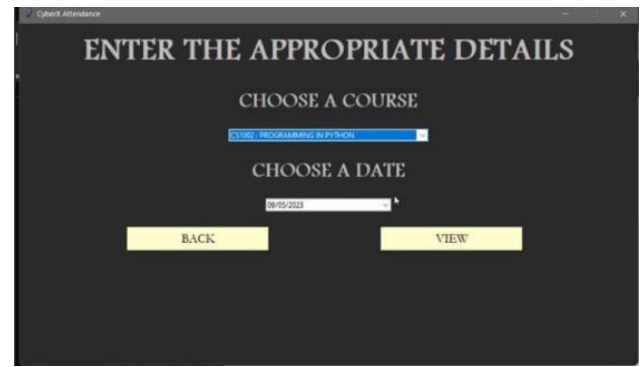 CyberX Attendance
ENTER THE APPROPRIATE DETAILS
CHOOSE A COURSE
CS1002 : PROGRAMMING IN PYTHON
CHOOSE A DATE
09/03/2023
BACK VIEW